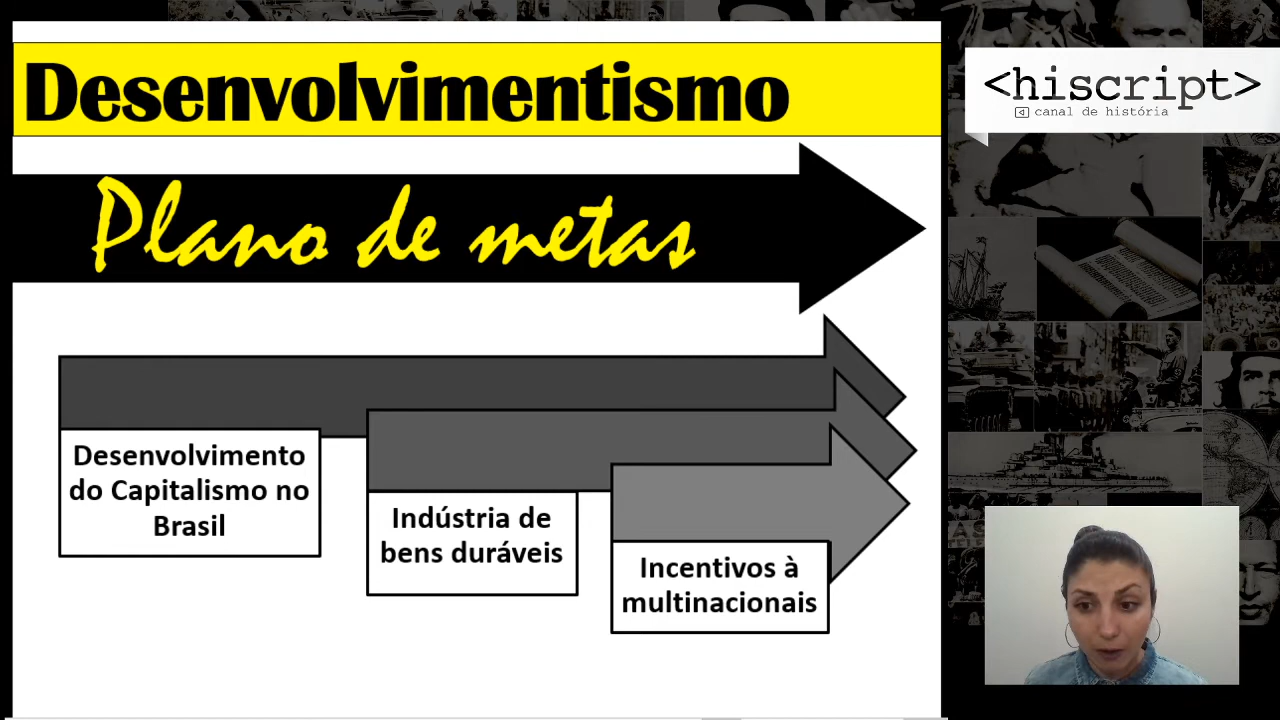 Desenvolvimentismo
<hiscript>
canal de história
Plano de metas
Desenvolvimento
do Capitalismo no
Brasil
Indústria de
bens duráveis
Incentivos à
multinacionais